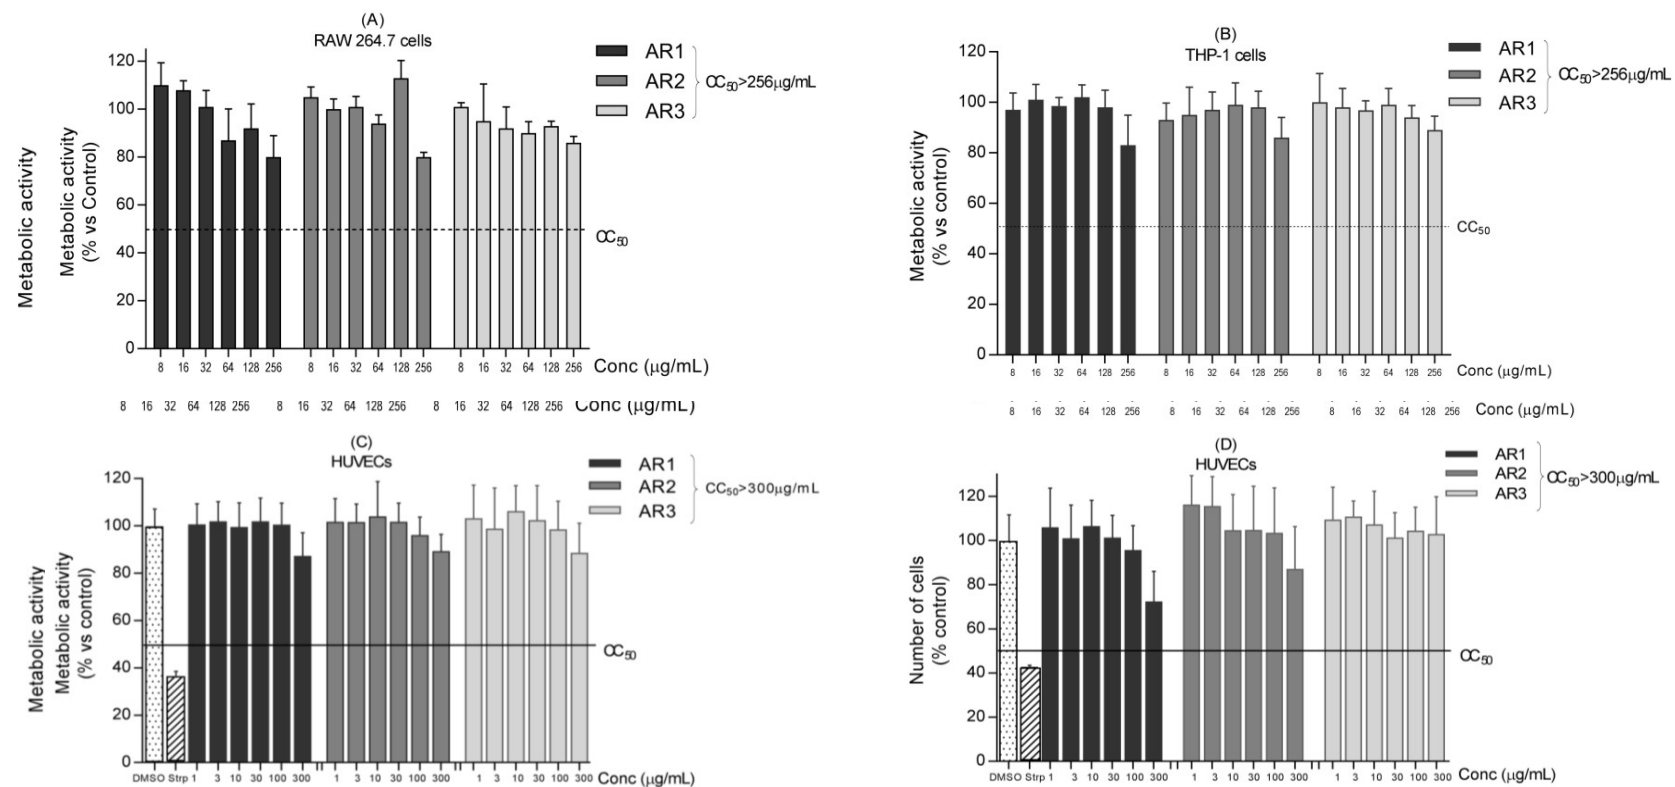 (A)
RAW 264.7 cells
AR1
AR2
AR3
CC50>256μg/mL
Metabolic activity
Metabolic activity
(% vs Control)
120
100
80
60
40
20
0
CC50
8 16 32 64 128 256 8 16 32 64 128 256 8 16 32 64 128 256 Conc (μg/mL)
8 16 32 64 128 256 8 16 32 64 128 256 8 16 32 64 128 256 Conc (μg/mL)
(B)
THP-1 cells
AR1
AR2
AR3
CC50>256μg/mL
Metabolic activity
(% vs control)
120
100
80
60
40
20
0
CC50
8 16 32 64 128 256 8 16 32 64 128 256 8 16 32 64 128 256 Conc (μg/mL)
8 16 32 64 128 256 8 16 32 64 128 256 8 16 32 64 128 256 Conc (μg/mL)
(C)
HUVECs
AR1
AR2
AR3
CC50>300μg/mL
Metabolic activity
Metabolic activity
(% vs control)
120
100
80
60
40
20
0
CC50
DMSO Strp 1 3 10 30 100 300 1 3 10 30 100 300 1 3 10 30 100 300 Conc (μg/mL)
(D)
HUVECs
AR1
AR2
AR3
CC50>300μg/mL
Number of cells
(% control)
120
100
80
60
40
20
0
CC50
DMSO Strp 1 3 10 30 100 300 1 3 10 30 100 300 1 3 10 30 100 300 Conc (μg/mL)